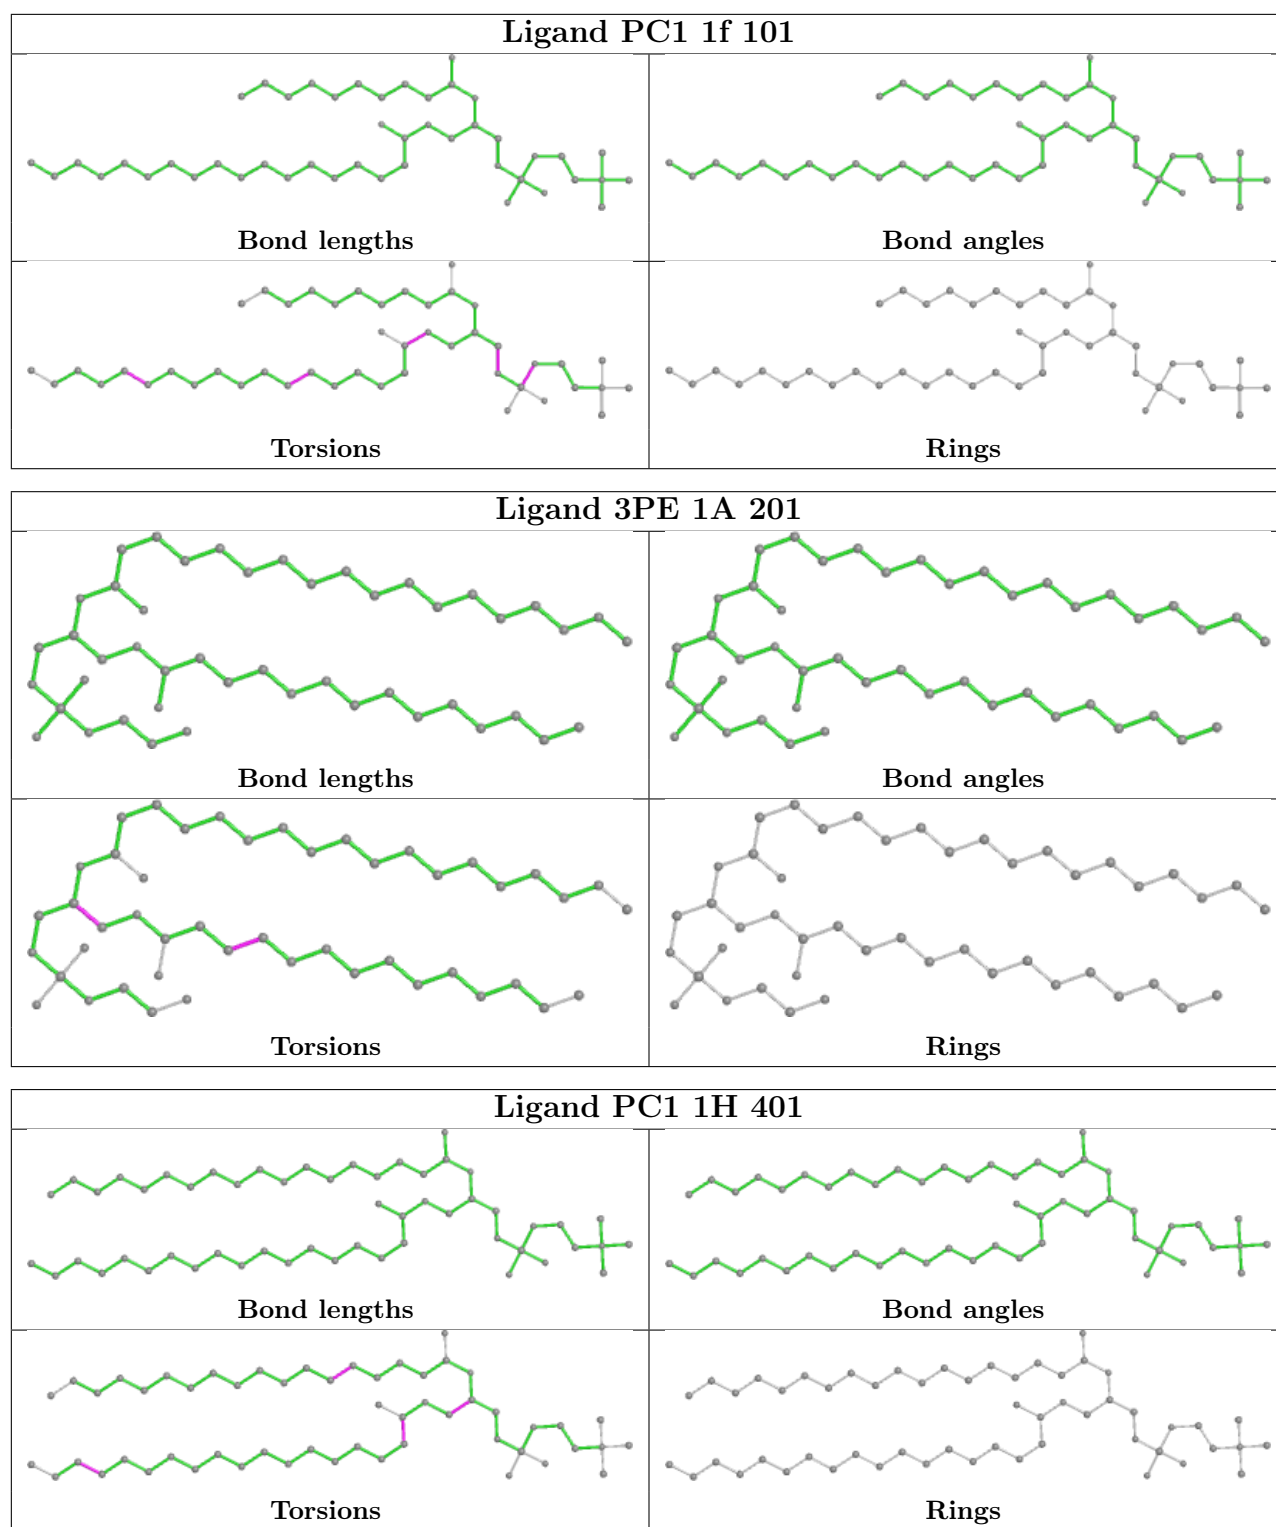 Ligand PC1 1f 101
Bond lengths
Bond angles
Torsions
Rings
Ligand 3PE 1A 201
Bond lengths
Bond angles
Torsions
Rings
Ligand PC1 1H 401
Bond lengths
Bond angles
Torsions
Rings